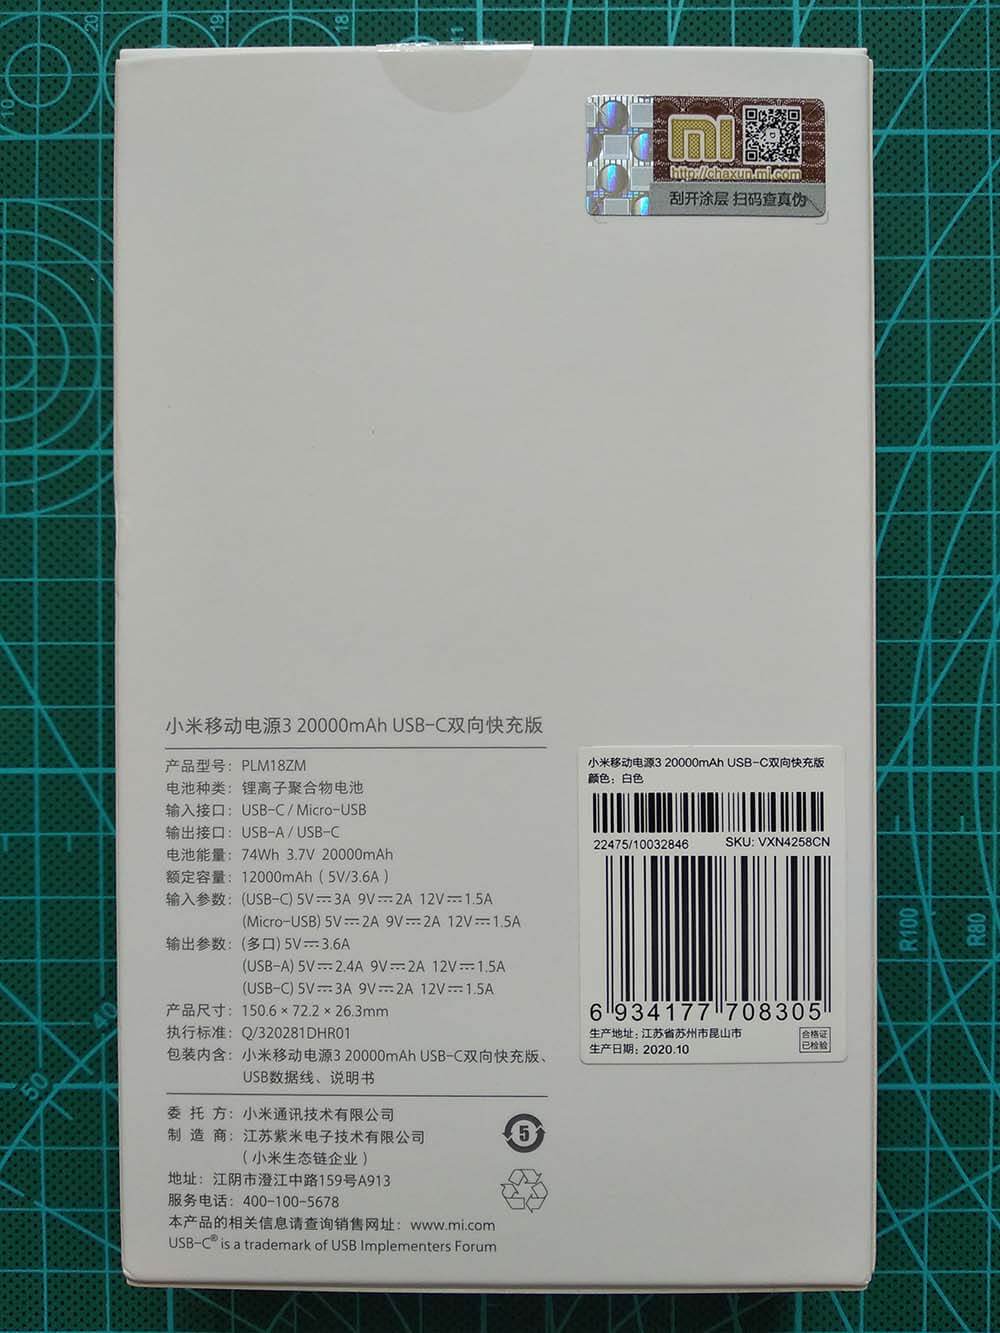 20
19
18
11
10
mi
http://chaxun.mi.com
刮开涂层 扫码查真伪
小米移动电源3 20000mAh USB-C双向快充版
产品型号：PLM18ZM
电池种类：锂离子聚合物电池
输入接口：USB-C / Micro-USB
输出接口：USB-A / USB-C
电池能量：74Wh 3.7V 20000mAh
额定容量：12000mAh（5V/3.6A）
输入参数：(USB-C) 5V⎓3A 9V⎓2A 12V⎓1.5A
(Micro-USB) 5V⎓2A 9V⎓2A 12V⎓1.5A
输出参数：(多口) 5V⎓3.6A
(USB-A) 5V⎓2.4A 9V⎓2A 12V⎓1.5A
(USB-C) 5V⎓3A 9V⎓2A 12V⎓1.5A
产品尺寸：150.6 × 72.2 × 26.3mm
执行标准：Q/320281DHR01
包装内含：小米移动电源3 20000mAh USB-C双向快充版、
USB数据线、说明书
委 托 方：小米通讯技术有限公司
制 造 商：江苏紫米电子技术有限公司
（小米生态链企业）
地址：江阴市澄江中路159号A913
服务电话：400-100-5678
本产品的相关信息请查询销售网址：www.mi.com
USB-C® is a trademark of USB Implementers Forum
5
小米移动电源3 20000mAh USB-C双向快充版
颜色：白色
22475/10032846 SKU: VXN4258CN
6 934177 708305
生产地址：江苏省苏州市昆山市
生产日期：2020.10
合格证
已检验
R100
R80
40
50